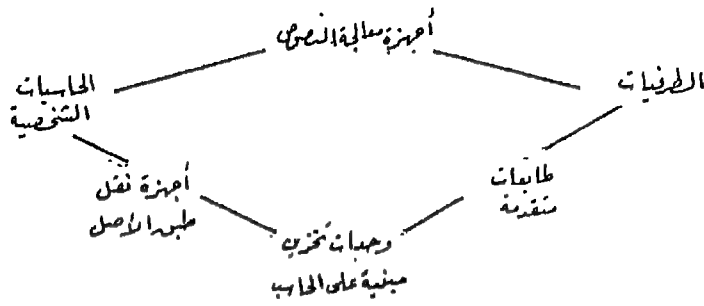 أجهزة معالجة النصوص
الطرفيات
الحاسبات
الشخصية
طابعات
متقدمة
أجهزة نقل
طبق الأصل
وحدات تخزين
مبنية على الحاسب